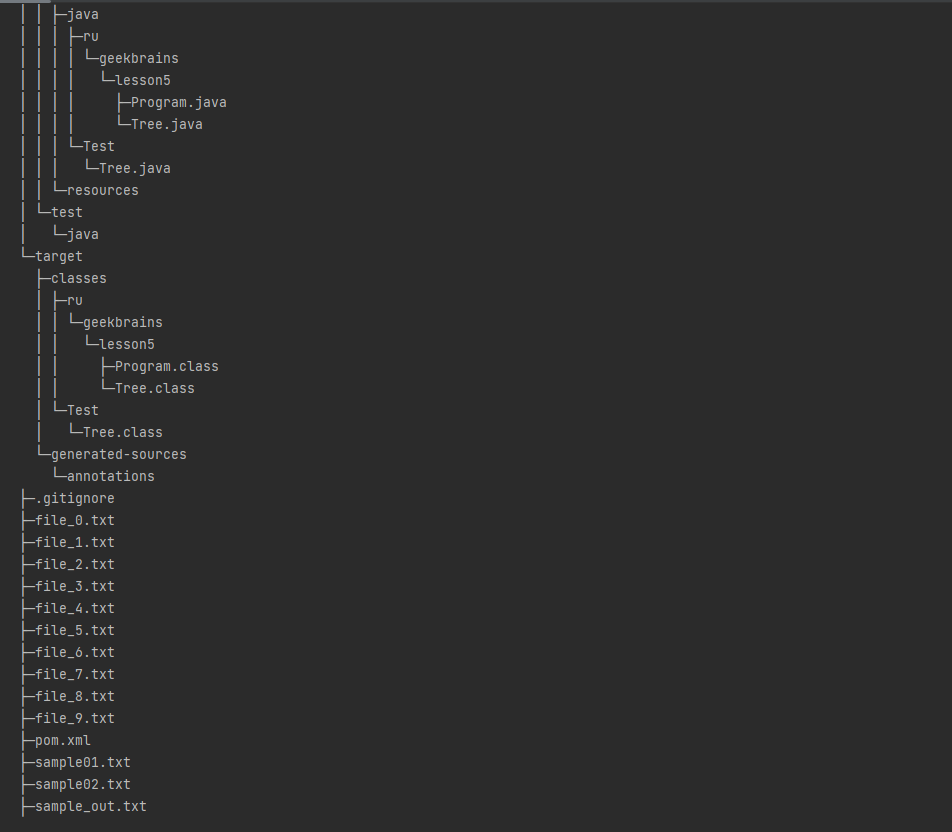 │ │ ├─java
│ │ │ ├─ru
│ │ │ │ └─geekbrains
│ │ │ │   └─lesson5
│ │ │ │     ├─Program.java
│ │ │ │     └─Tree.java
│ │ │ └─Test
│ │ │   └─Tree.java
│ │ └─resources
│ └─test
│   └─java
└─target
  ├─classes
  │ ├─ru
  │ │ └─geekbrains
  │ │   └─lesson5
  │ │     ├─Program.class
  │ │     └─Tree.class
  │ └─Test
  │   └─Tree.class
  └─generated-sources
    └─annotations
├─.gitignore
├─file_0.txt
├─file_1.txt
├─file_2.txt
├─file_3.txt
├─file_4.txt
├─file_5.txt
├─file_6.txt
├─file_7.txt
├─file_8.txt
├─file_9.txt
├─pom.xml
├─sample01.txt
├─sample02.txt
├─sample_out.txt